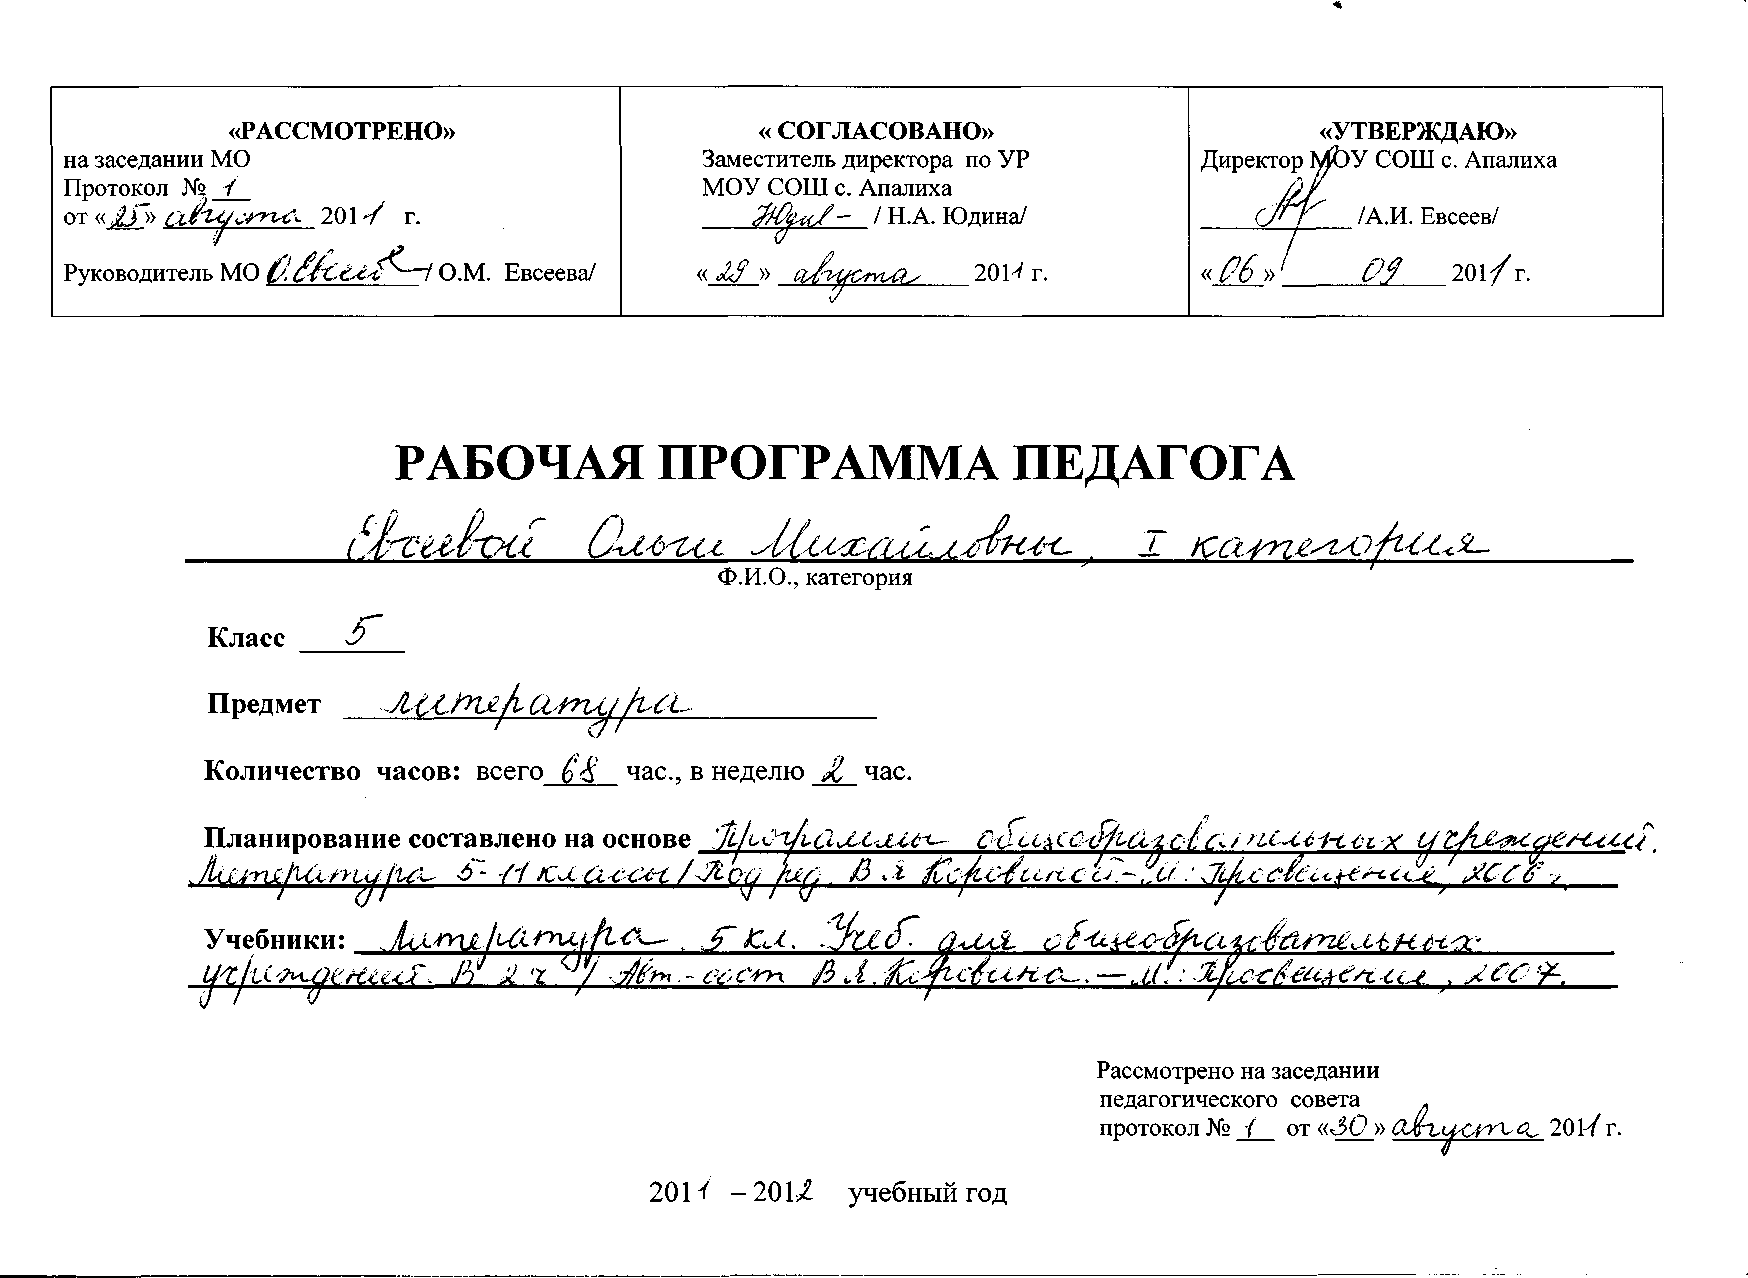 «РАССМОТРЕНО»
на заседании МО
Протокол № 1
от «25» августа 2011 г.
Руководитель МО О.Евсеев /О.М. Евсеева/
« СОГЛАСОВАНО»
Заместитель директора по УР
МОУ СОШ с. Апалиха
/ Н.А. Юдина/
« 29 » августа 2011 г.
«УТВЕРЖДАЮ»
Директор МОУ СОШ с. Апалиха
/А.И. Евсеев/
«06» 09 2011 г.
РАБОЧАЯ ПРОГРАММА ПЕДАГОГА
Евсеевой Ольги Михайловны, I категория
Ф.И.О., категория
Класс 5
Предмет литература
Количество часов: всего 68 час., в неделю 2 час.
Планирование составлено на основе Программы общеобразовательных учреждений.
Литература 5-11 классы/Под ред. В Я Коровиной.-М.: Просвещение, 2006 г.
Учебники: Литература. 5 кл. Учеб. для общеобразовательных
учреждений. В 2 ч. / Авт.-сост В.Я.Коровина. – М.: Просвещение, 2007.
Рассмотрено на заседании
педагогического совета
протокол № 1 от «30» августа 2011 г.
2011 – 2012 учебный год